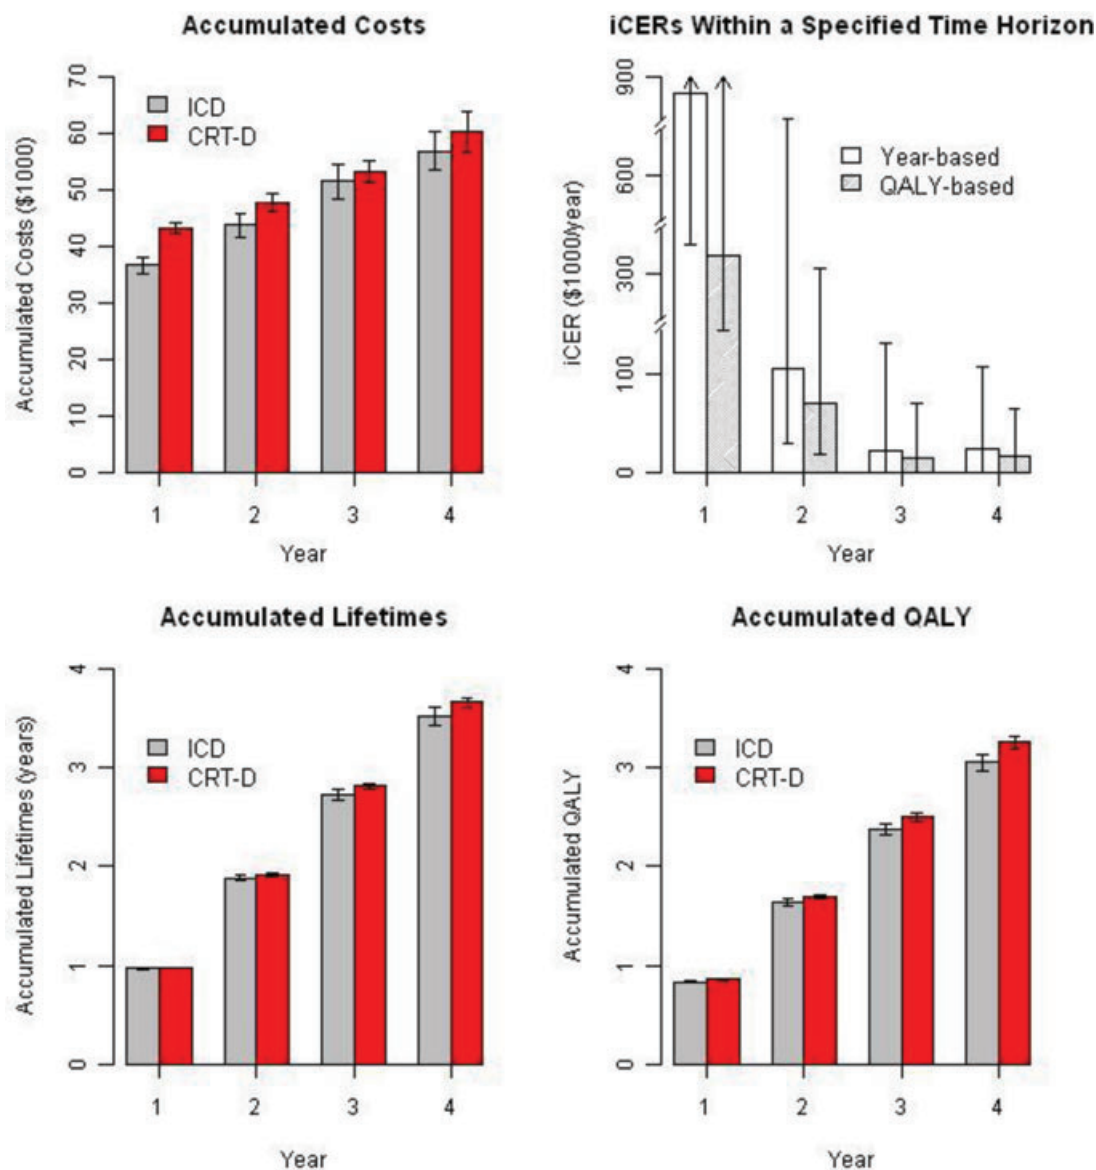 Accumulated Costs
Accumulated Costs ($1000)
70
60
50
40
30
20
10
0
ICD
CRT-D
1 2 3 4
Year
iCERs Within a Specified Time Horizon
iCER ($1000/year)
900
600
300
100
0
Year-based
QALY-based
1 2 3 4
Year
Accumulated Lifetimes
Accumulated Lifetimes (years)
4
3
2
1
0
ICD
CRT-D
1 2 3 4
Year
Accumulated QALY
Accumulated QALY
4
3
2
1
0
ICD
CRT-D
1 2 3 4
Year